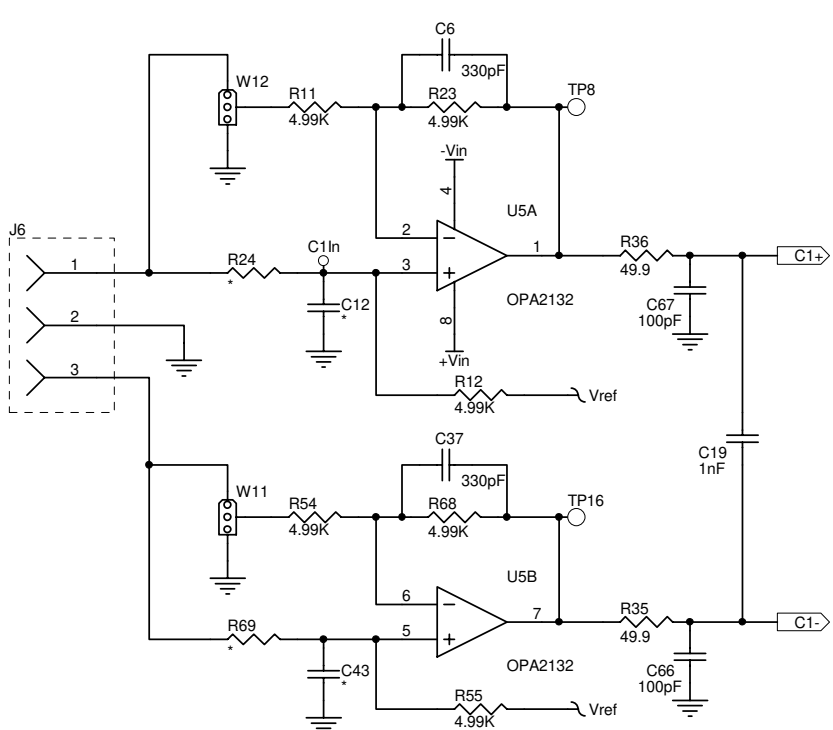 C6
330pF
W12
R11
4.99K
R23
4.99K
TP8
-Vin
4
U5A
J6
1
2
3
R24
*
C1In
C12
*
2
3
1
8
OPA2132
+Vin
R36
49.9
C1+
C67
100pF
R12
4.99K
Vref
C37
330pF
C19
1nF
W11
R54
4.99K
R68
4.99K
TP16
U5B
6
5
7
R69
*
C43
*
OPA2132
R35
49.9
C1-
C66
100pF
R55
4.99K
Vref